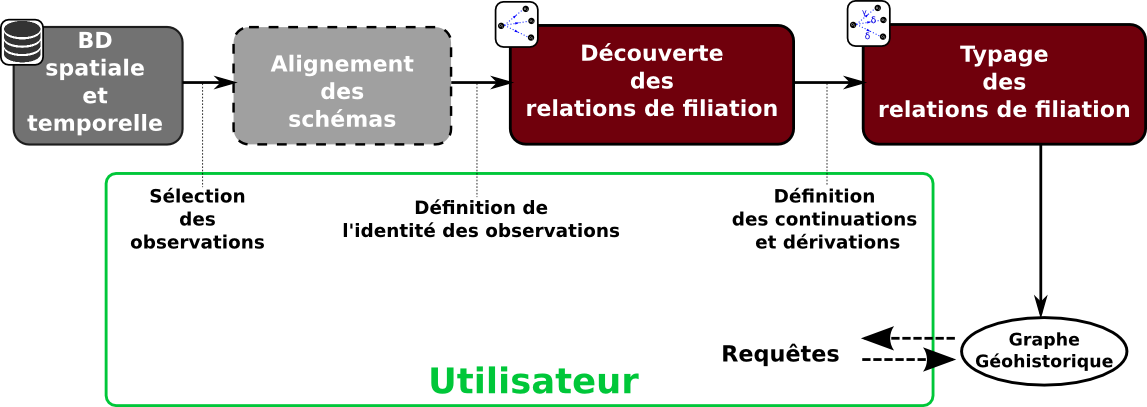 BD
spatiale
et
temporelle
Alignement
des
schémas
Découverte
des
relations de filiation
Typage
des
relations de filiation
Sélection
des
observations
Définition de
l'identité des observations
Définition
des continuations
et dérivations
Requêtes
Graphe
Géohistorique
Utilisateur